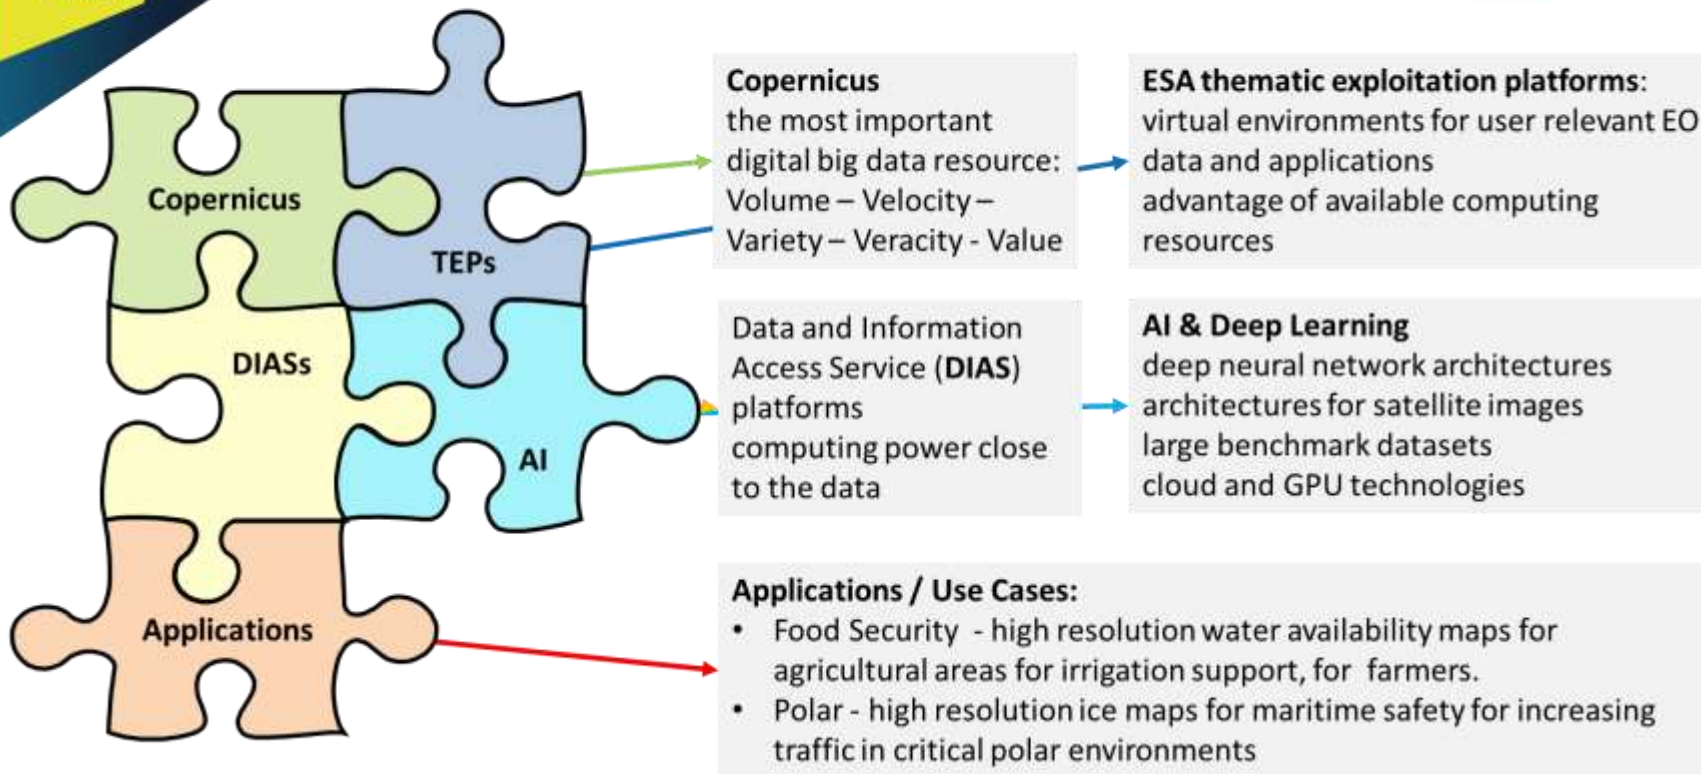 Copernicus
TEPs
DIASs
AI
Applications
Copernicus
the most important
digital big data resource:
Volume – Velocity –
Variety – Veracity - Value
ESA thematic exploitation platforms:
virtual environments for user relevant EO
data and applications
advantage of available computing
resources
Data and Information
Access Service (DIAS)
platforms
computing power close
to the data
AI & Deep Learning
deep neural network architectures
architectures for satellite images
large benchmark datasets
cloud and GPU technologies
Applications / Use Cases:
• Food Security - high resolution water availability maps for
agricultural areas for irrigation support, for farmers.
• Polar - high resolution ice maps for maritime safety for increasing
traffic in critical polar environments